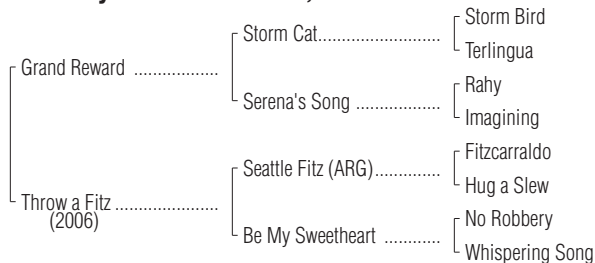 Storm Bird
Storm Cat..........................
Terlingua
Grand Reward ..................
Rahy
Serena's Song ..................
Imagining
Fitzcarraldo
Seattle Fitz (ARG)..............
Hug a Slew
Throw a Fitz ......................
(2006)
No Robbery
Be My Sweetheart ............
Whispering Song